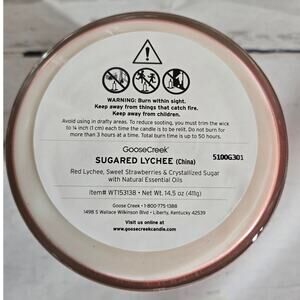 WARNING: Burn within sight.
Keep away from things that catch fire.
Keep away from children.
Avoid using in drafty areas. To reduce sooting, you must trim the wick
to ¼ inch (1 cm) each time the candle is to be relit. Do not burn for
more than 3 hours at a time. Total burn time is up to 50 hours.
GooseCreek®
SUGARED LYCHEE (China)
5100G301
Red Lychee, Sweet Strawberries & Crystallized Sugar
with Natural Essential Oils
Item# WT153138 • Net Wt. 14.5 oz (411g)
Goose Creek • 1-800-775-1388
1498 S Wallace Wilkinson Blvd • Liberty, Kentucky 42539
Visit us online at
www.goosecreekcandle.com